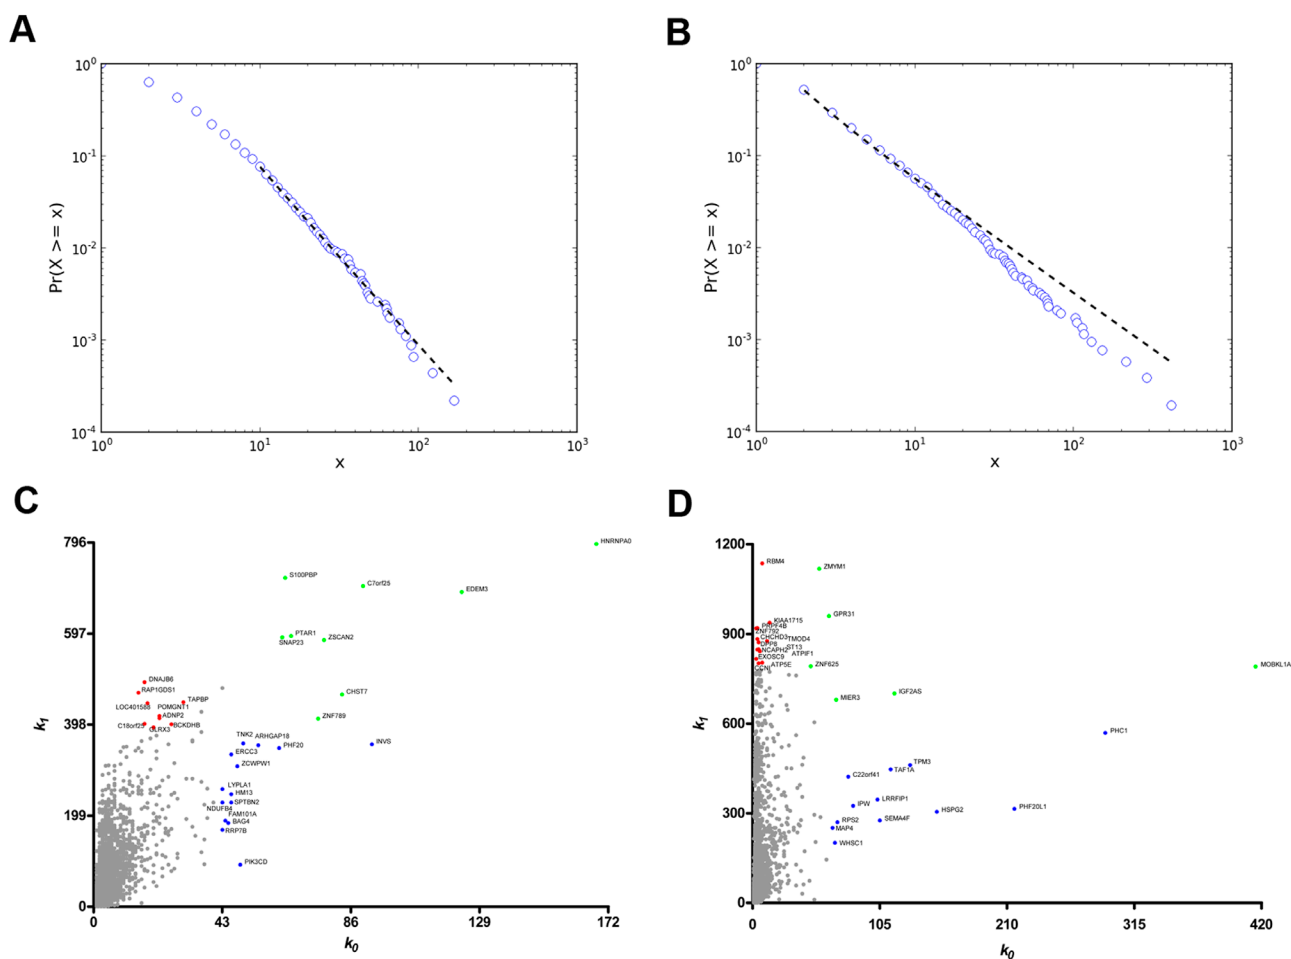 A
B
10^0
10^-1
10^-2
10^-3
10^-4
Pr(X >= x)
10^0
10^1
10^2
10^3
x
10^0
10^-1
10^-2
10^-3
10^-4
Pr(X >= x)
10^0
10^1
10^2
10^3
x
C
796
597
398
199
0
k1
0
43
86
129
172
k0
HNRNPA0
S100PBP
C7orf25
EDEM3
PTAR1
SNAP23
ZSCAN2
DNAJB6
RAP1GDS1
CHST7
TAPBP
LOC401588
POMGNT1
ADNP2
ZNF789
C18orf25
BCKDHB
GLRX3
TNK2
ARHGAP18
PHF20
INVS
ERCC3
ZCWPW1
LYPLA1
HM13
SPTBN2
NDUFB4
FAM101A
BAG4
RRP7B
PIK3CD
D
1200
900
600
300
0
k1
0
105
210
315
420
k0
RBM4
ZMYM1
GPR31
KIAA1715
PRPF4B
ZNF792
CHCHD3
TMOD4
DPP8
ST13
NCAPH2
ATPIF1
EXOSC9
ATP5E
CCNI
ZNF625
MOBKL1A
MIER3
IGF2AS
PHC1
TPM3
TAF1A
C22orf41
LRRFIP1
IPW
HSPG2
PHF20L1
RPS2
SEMA4F
MAP4
WHSC1